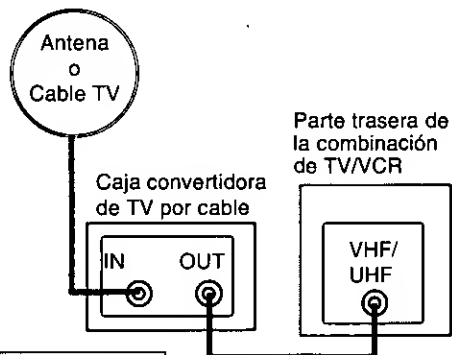 Antena
o
Cable TV
Parte trasera de
la combinación
de TV/VCR
Caja convertidora
de TV por cable
IN
OUT
VHF/
UHF